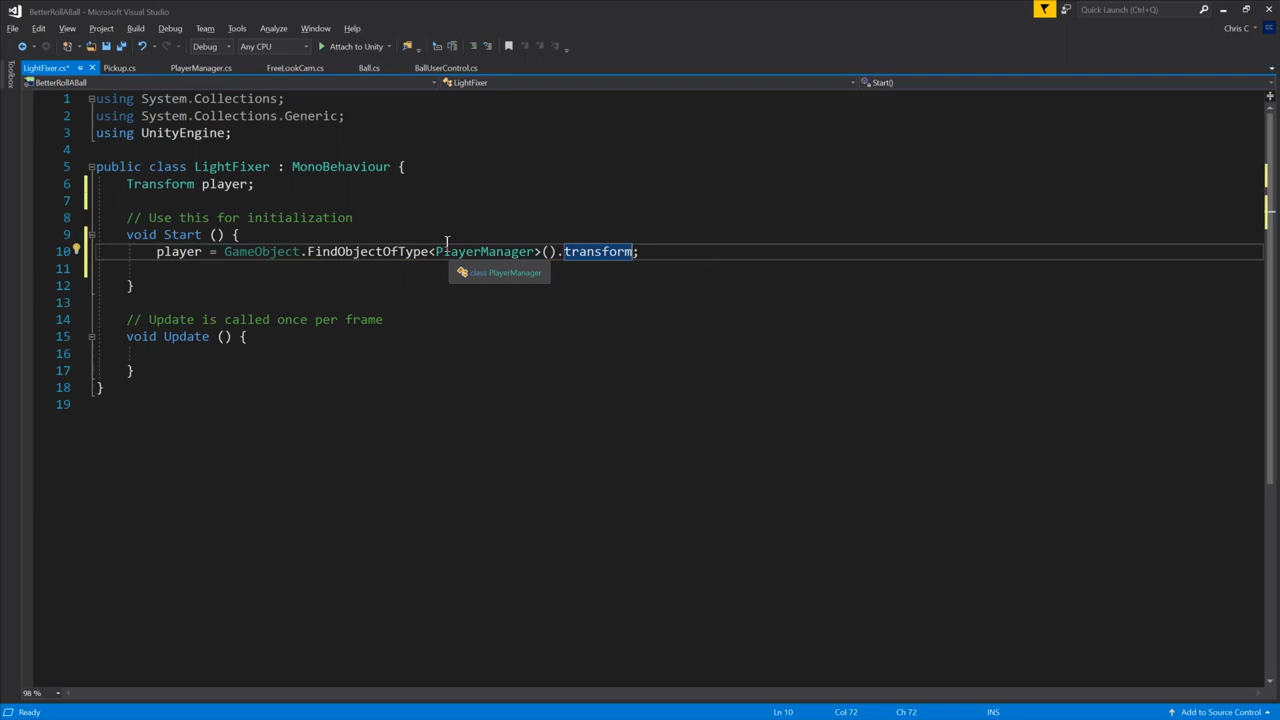 BetterRollABall - Microsoft Visual Studio
Quick Launch (Ctrl+Q)
File Edit View Project Build Debug Team Tools Analyze Window Help
Chris C
CC
Debug Any CPU Attach to Unity
Toolbox
LightFixer.cs* Pickup.cs PlayerManager.cs FreeLookCam.cs Ball.cs BallUserControl.cs
BetterRollABall LightFixer Start()
1 using System.Collections;
2 using System.Collections.Generic;
3 using UnityEngine;
4
5 public class LightFixer : MonoBehaviour {
6 Transform player;
7
8 // Use this for initialization
9 void Start () {
10 player = GameObject.FindObjectOfType<PlayerManager>().transform;
11
class PlayerManager
12 }
13
14 // Update is called once per frame
15 void Update () {
16
17 }
18 }
19
98 %
Ready Ln 10 Col 72 Ch 72 INS Add to Source Control